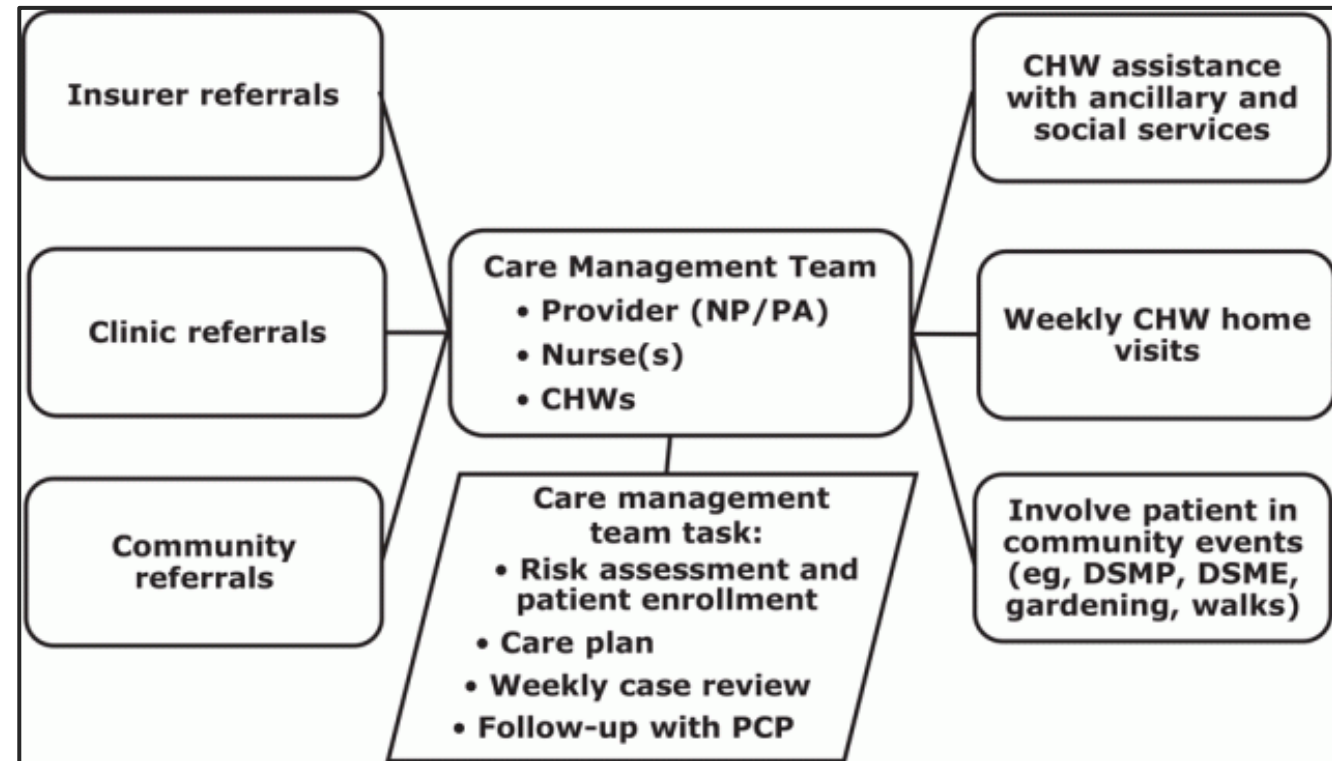 Insurer referrals
Clinic referrals
Community
referrals
Care Management Team
• Provider (NP/PA)
• Nurse(s)
• CHWs
Care management
team task:
• Risk assessment and
patient enrollment
• Care plan
• Weekly case review
• Follow-up with PCP
CHW assistance
with ancillary and
social services
Weekly CHW home
visits
Involve patient in
community events
(eg, DSMP, DSME,
gardening, walks)